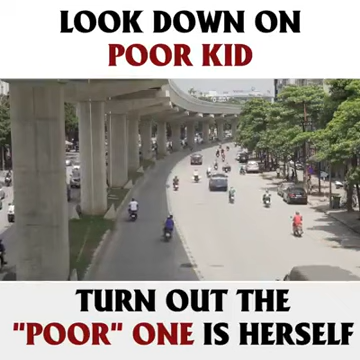 LOOK DOWN ON
POOR KID
TURN OUT THE
"POOR" ONE IS HERSELF